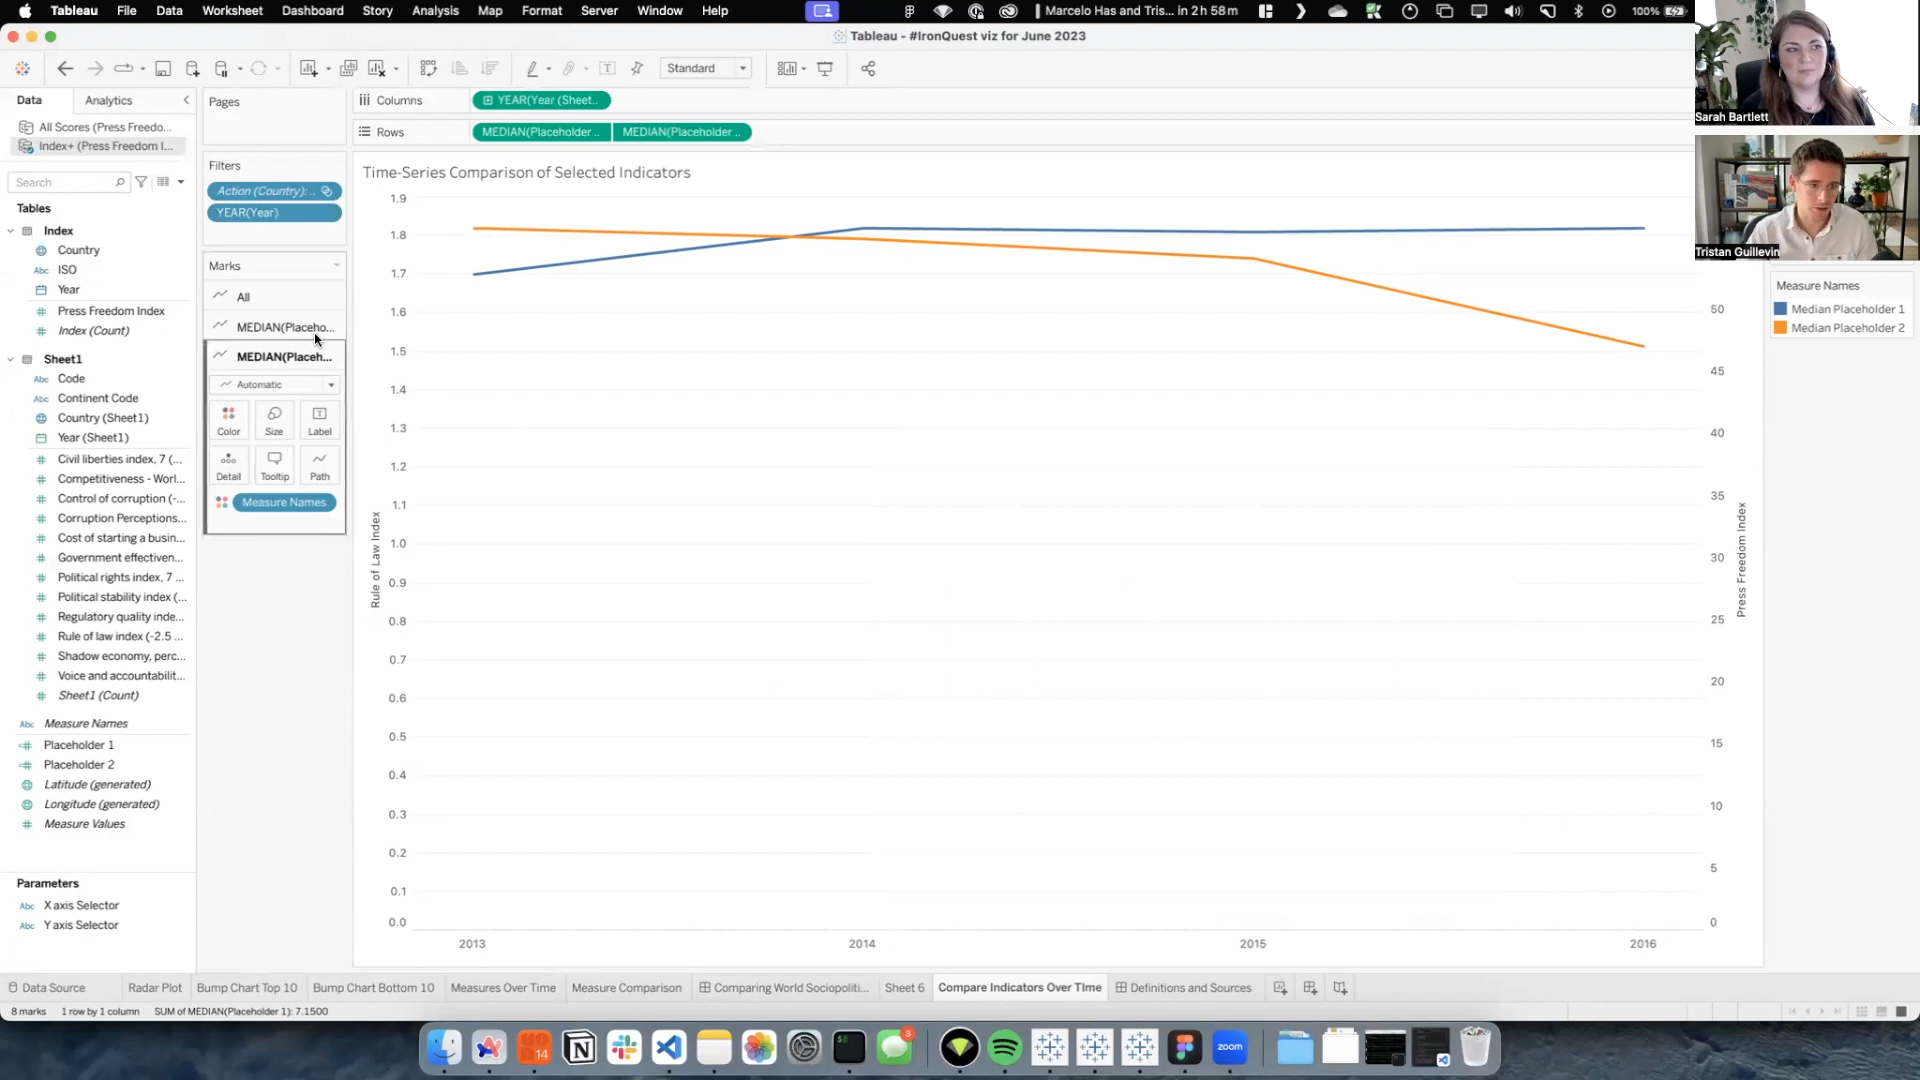 Tableau File Data Worksheet Dashboard Story Analysis Map Format Server Window Help
Marcelo Has and Tris... in 2 h 58 m
100%
Tableau - #IronQuest viz for June 2023
Standard
Sarah Bartlett
Tristan Guillevin
Data
Analytics
All Scores (Press Freedo...
Index+ (Press Freedom I...
Search
Tables
Index
Country
Abc ISO
Year
Press Freedom Index
Index (Count)
Sheet1
Abc Code
Abc Continent Code
Country (Sheet1)
Year (Sheet1)
Civil liberties index, 7 (...
Competitiveness - Worl...
Control of corruption (-...
Corruption Perceptions...
Cost of starting a busin...
Government effectiven...
Political rights index, 7 ...
Political stability index (...
Regulatory quality inde...
Rule of law index (-2.5 ...
Shadow economy, perc...
Voice and accountabilit...
Sheet1 (Count)
Abc Measure Names
Placeholder 1
Placeholder 2
Latitude (generated)
Longitude (generated)
Measure Values
Parameters
Abc X axis Selector
Abc Y axis Selector
Pages
Filters
Action (Country): ..
YEAR(Year)
Marks
All
MEDIAN(Placeho...
MEDIAN(Placeh...
Automatic
Color Size Label
Detail Tooltip Path
Measure Names
Columns
YEAR(Year (Sheet..
Rows
MEDIAN(Placeholder .. MEDIAN(Placeholder ..
Time-Series Comparison of Selected Indicators
Rule of Law Index
1.9
1.8
1.7
1.6
1.5
1.4
1.3
1.2
1.1
1.0
0.9
0.8
0.7
0.6
0.5
0.4
0.3
0.2
0.1
0.0
2013 2014 2015 2016
50
45
40
35
30
25
20
15
10
5
0
Press Freedom Index
Measure Names
Median Placeholder 1
Median Placeholder 2
Data Source Radar Plot Bump Chart Top 10 Bump Chart Bottom 10 Measures Over Time Measure Comparison Comparing World Sociopoliti... Sheet 6 Compare Indicators Over TIme Definitions and Sources
8 marks 1 row by 1 column SUM of MEDIAN(Placeholder 1): 7.1500
14
3
zoom